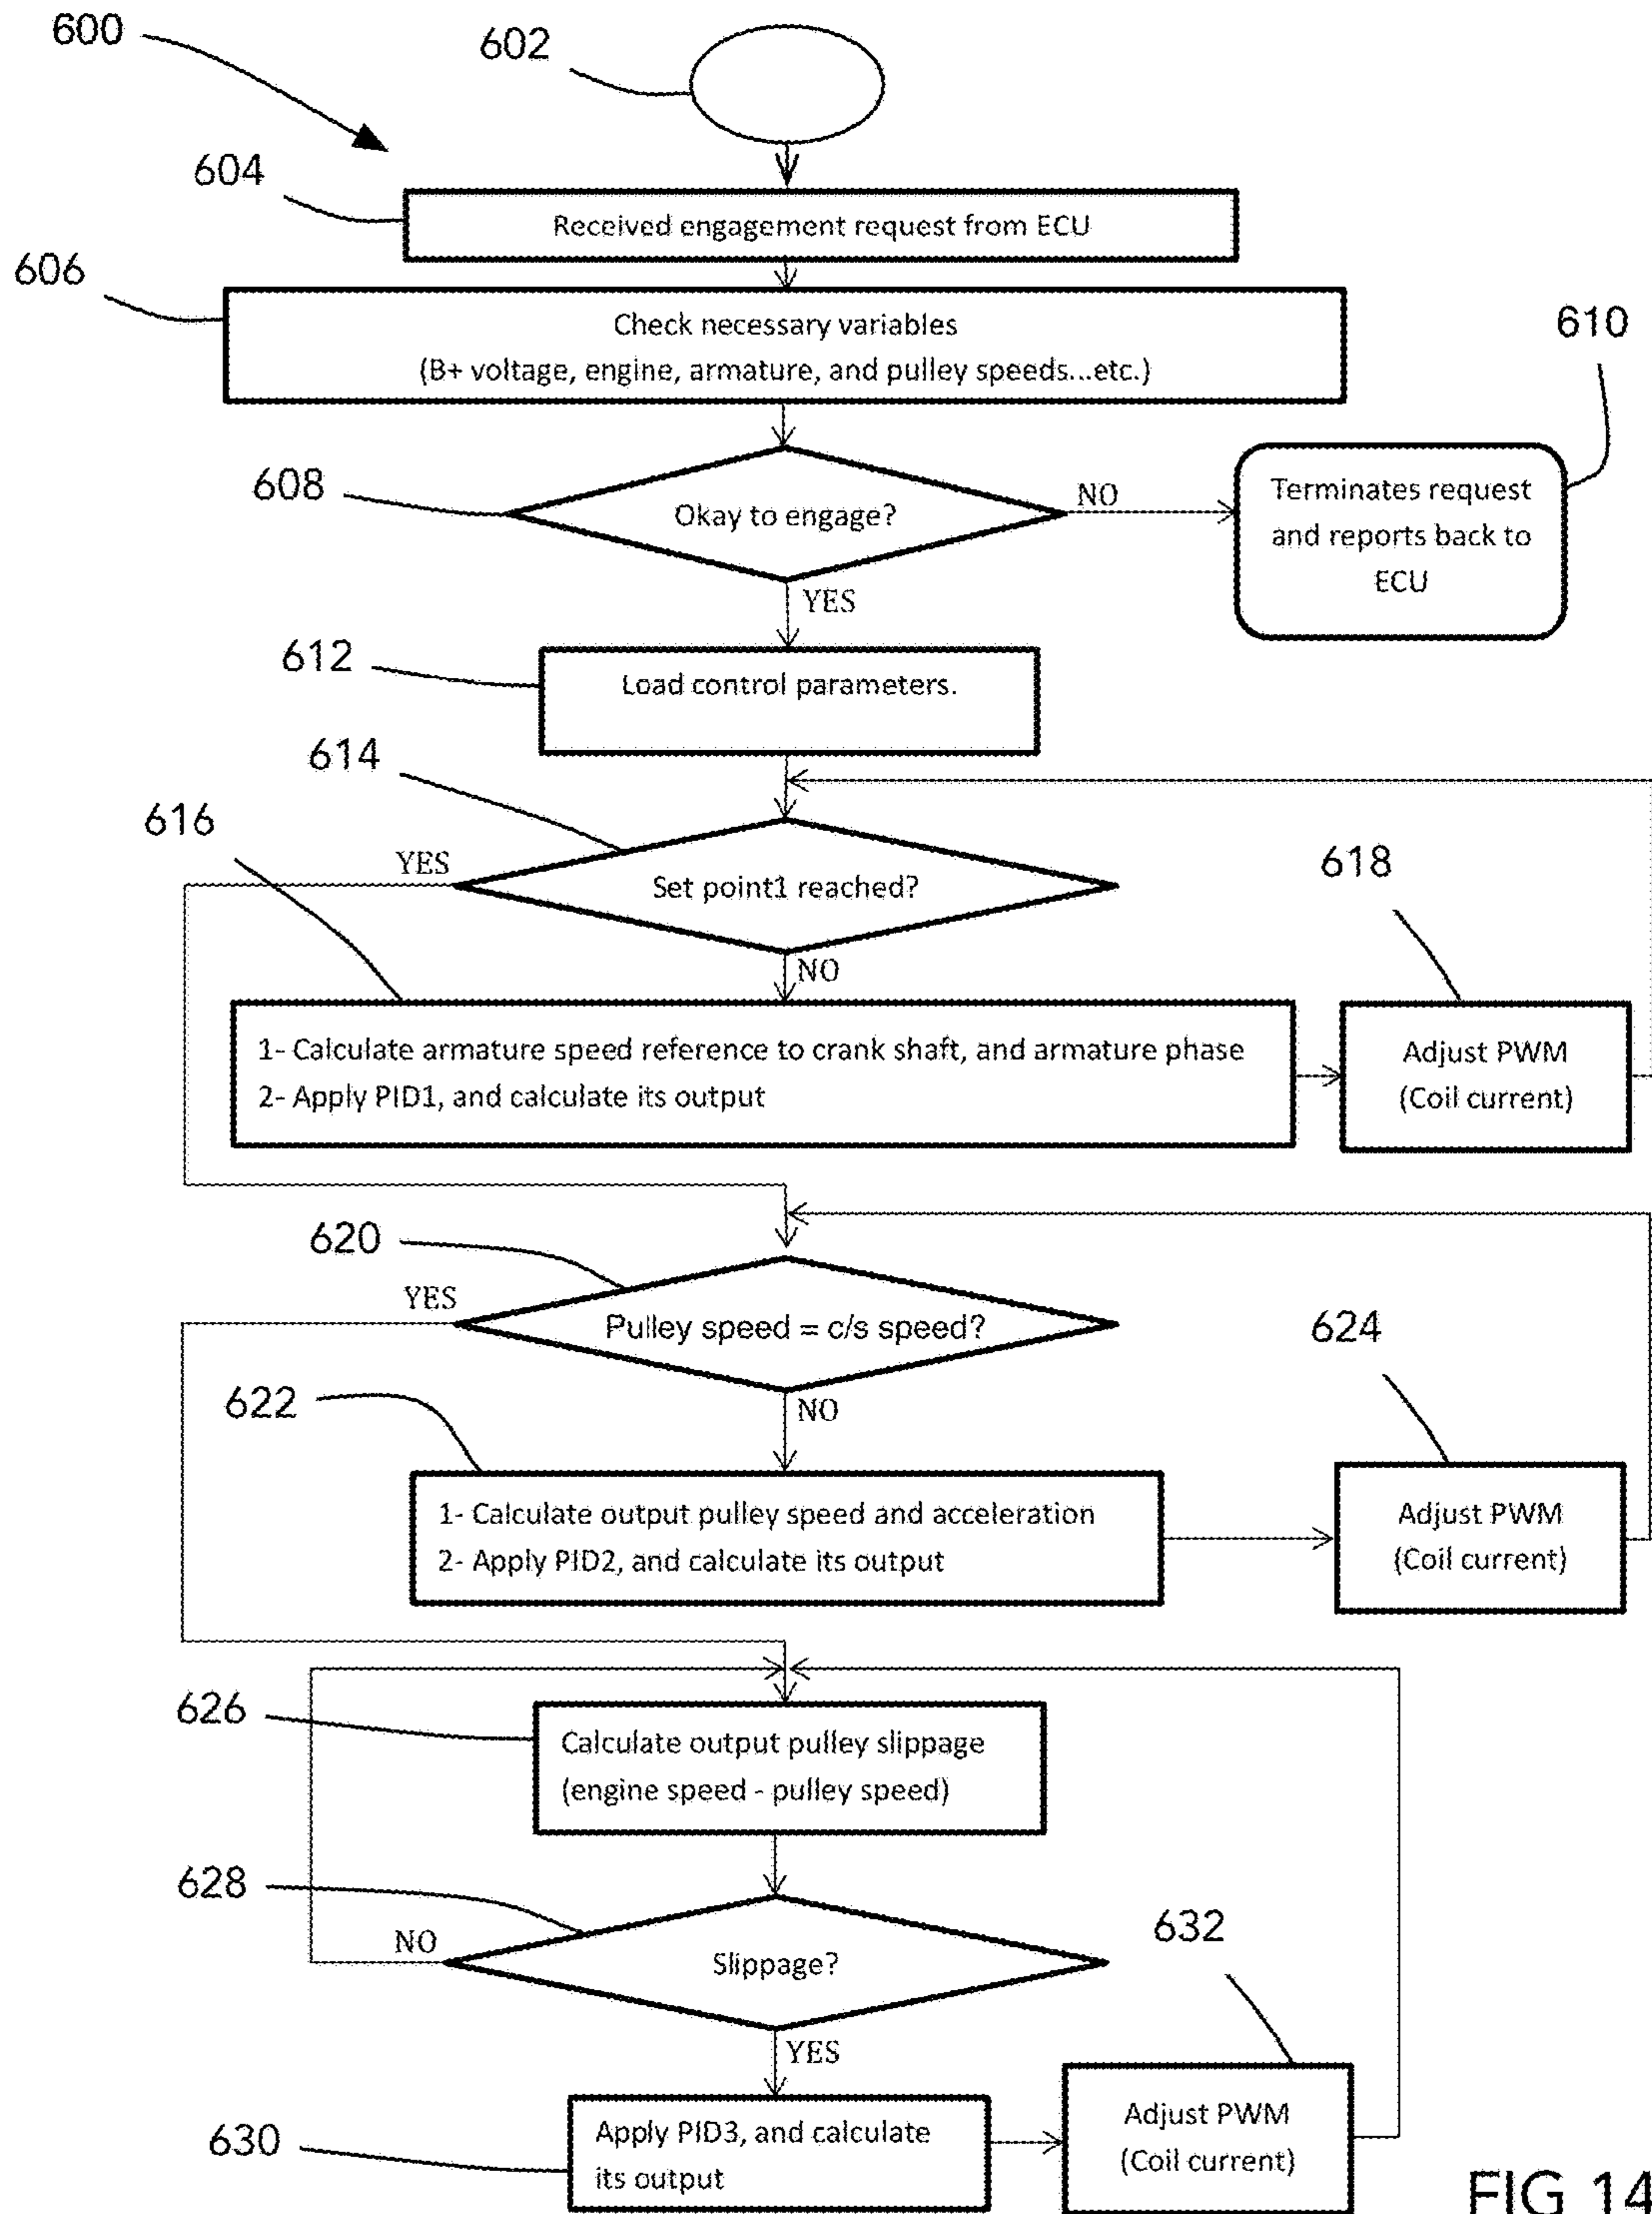 600
602
604
Received engagement request from ECU
606
Check necessary variables
(B+ voltage, engine, armature, and pulley speeds...etc.)
610
608
Okay to engage?
NO
Terminates request
and reports back to
ECU
YES
612
Load control parameters.
614
616
YES
Set point1 reached?
618
NO
1- Calculate armature speed reference to crank shaft, and armature phase
2- Apply PID1, and calculate its output
Adjust PWM
(Coil current)
620
YES
Pulley speed = c/s speed?
624
622
NO
1- Calculate output pulley speed and acceleration
2- Apply PID2, and calculate its output
Adjust PWM
(Coil current)
626
Calculate output pulley slippage
(engine speed - pulley speed)
628
NO
Slippage?
632
YES
630
Apply PID3, and calculate
its output
Adjust PWM
(Coil current)
FIG 14